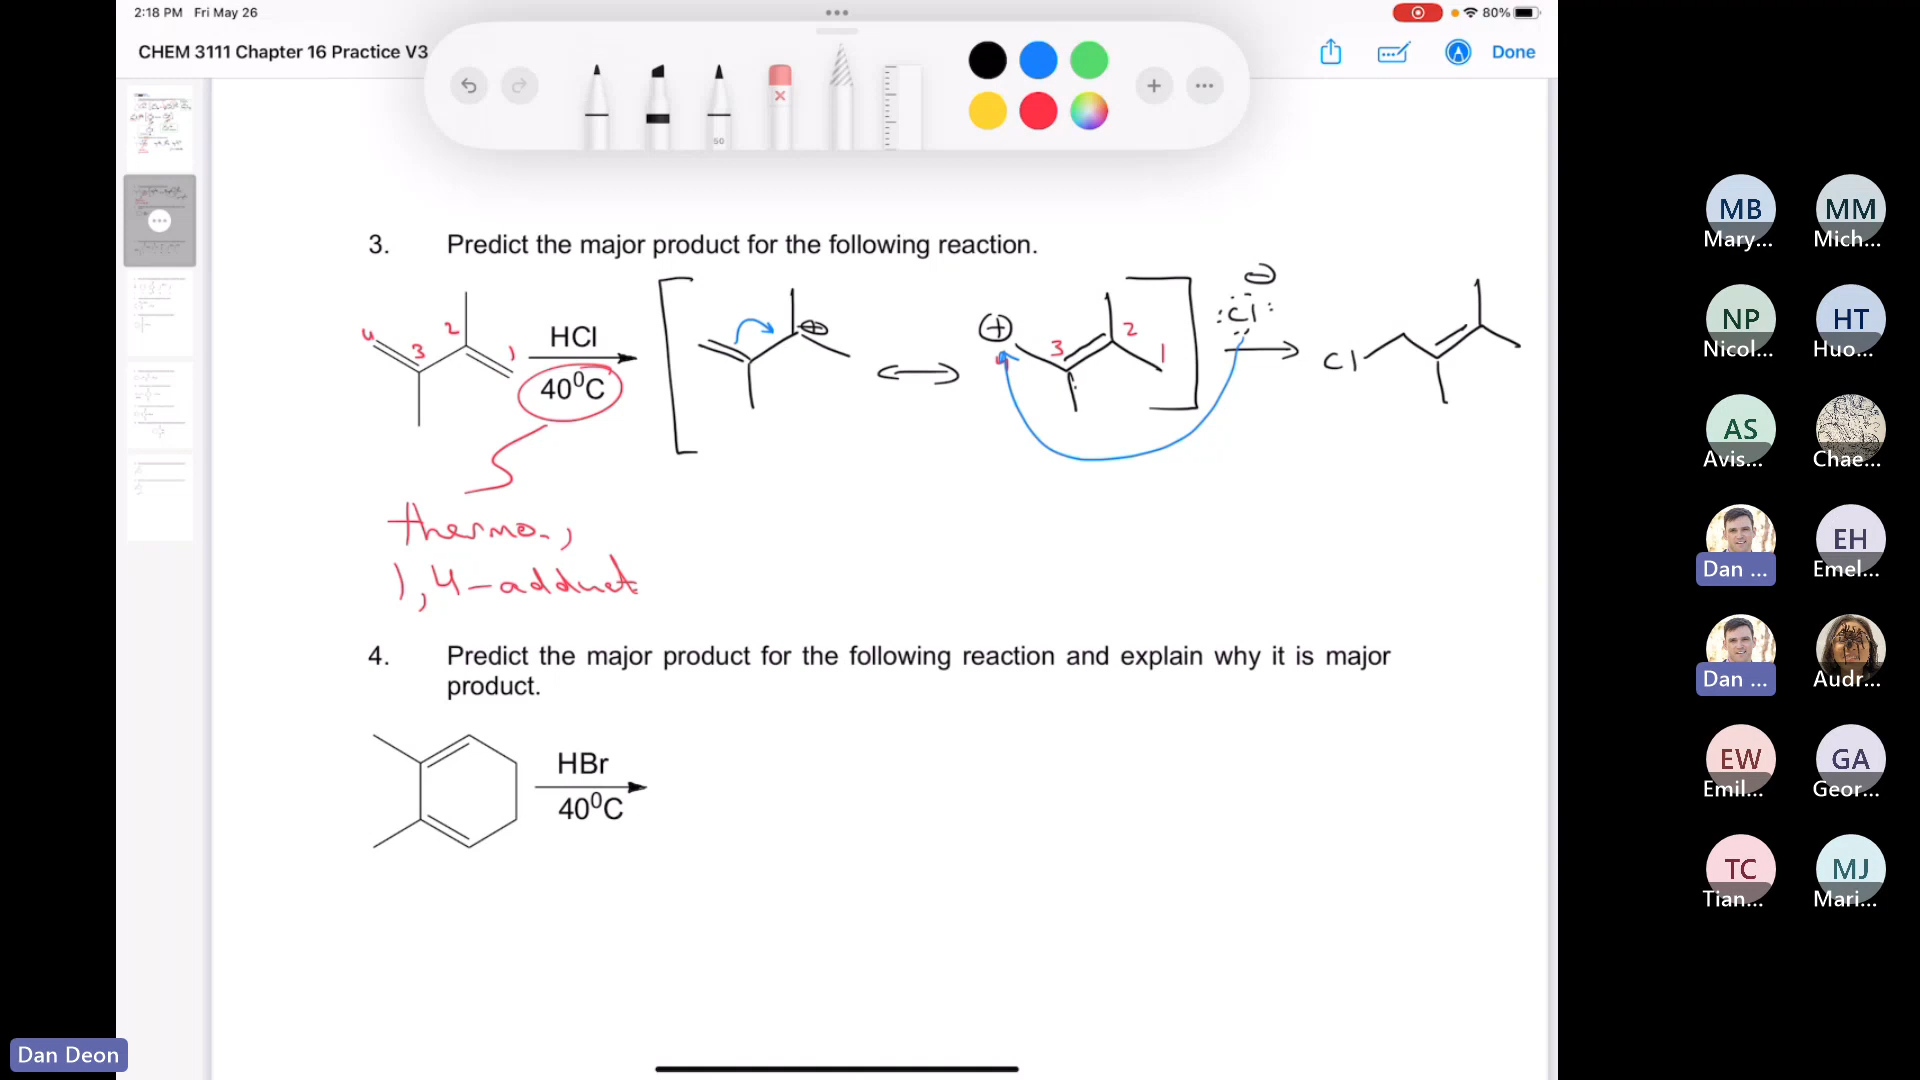 2:18 PM Fri May 26
80%
CHEM 3111 Chapter 16 Practice V3
Done
50
3. Predict the major product for the following reaction.
4 3 2 1
HCl
40⁰C
⊕
⊕ 4 3 2 1
⊖
:Cl:
Cl
thermo.,
1,4-adduct
4. Predict the major product for the following reaction and explain why it is major
product.
HBr
40⁰C
MB
Mary...
MM
Mich...
NP
Nicol...
HT
Huo...
AS
Avis...
Chae...
Dan ...
EH
Emel...
Dan ...
Audr...
EW
Emil...
GA
Geor...
TC
Tian...
MJ
Mari...
Dan Deon